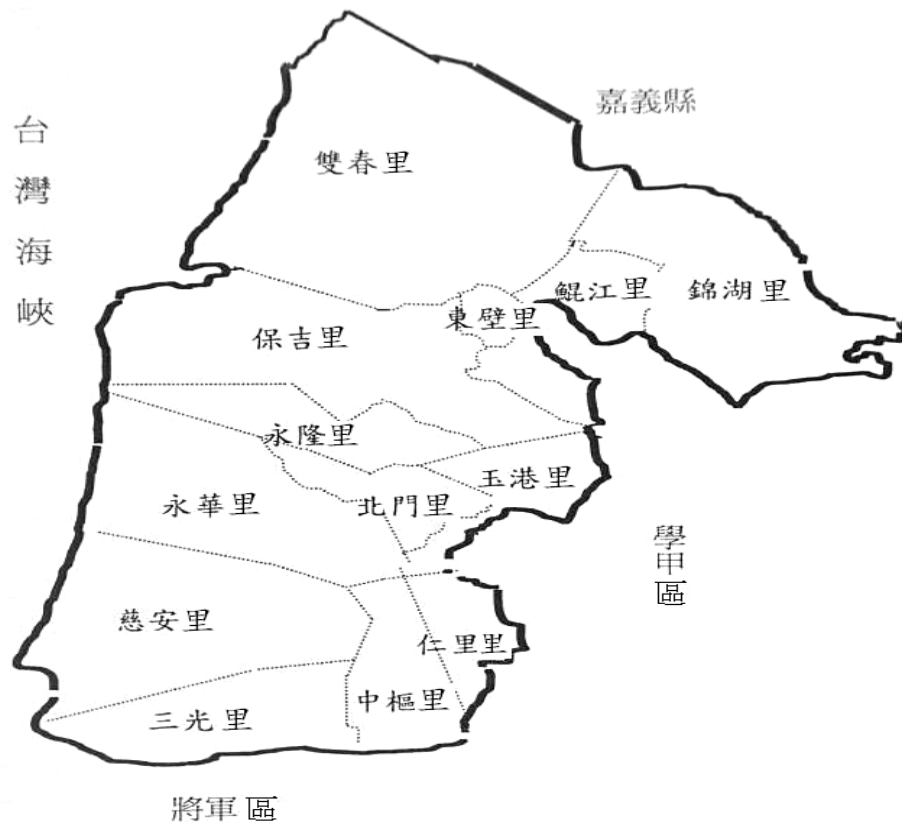 嘉義縣
台灣海峽
雙春里
鯤江里
錦湖里
東壁里
保吉里
永隆里
玉港里
永華里
北門里
學甲區
慈安里
仁里里
中樞里
三光里
將軍區